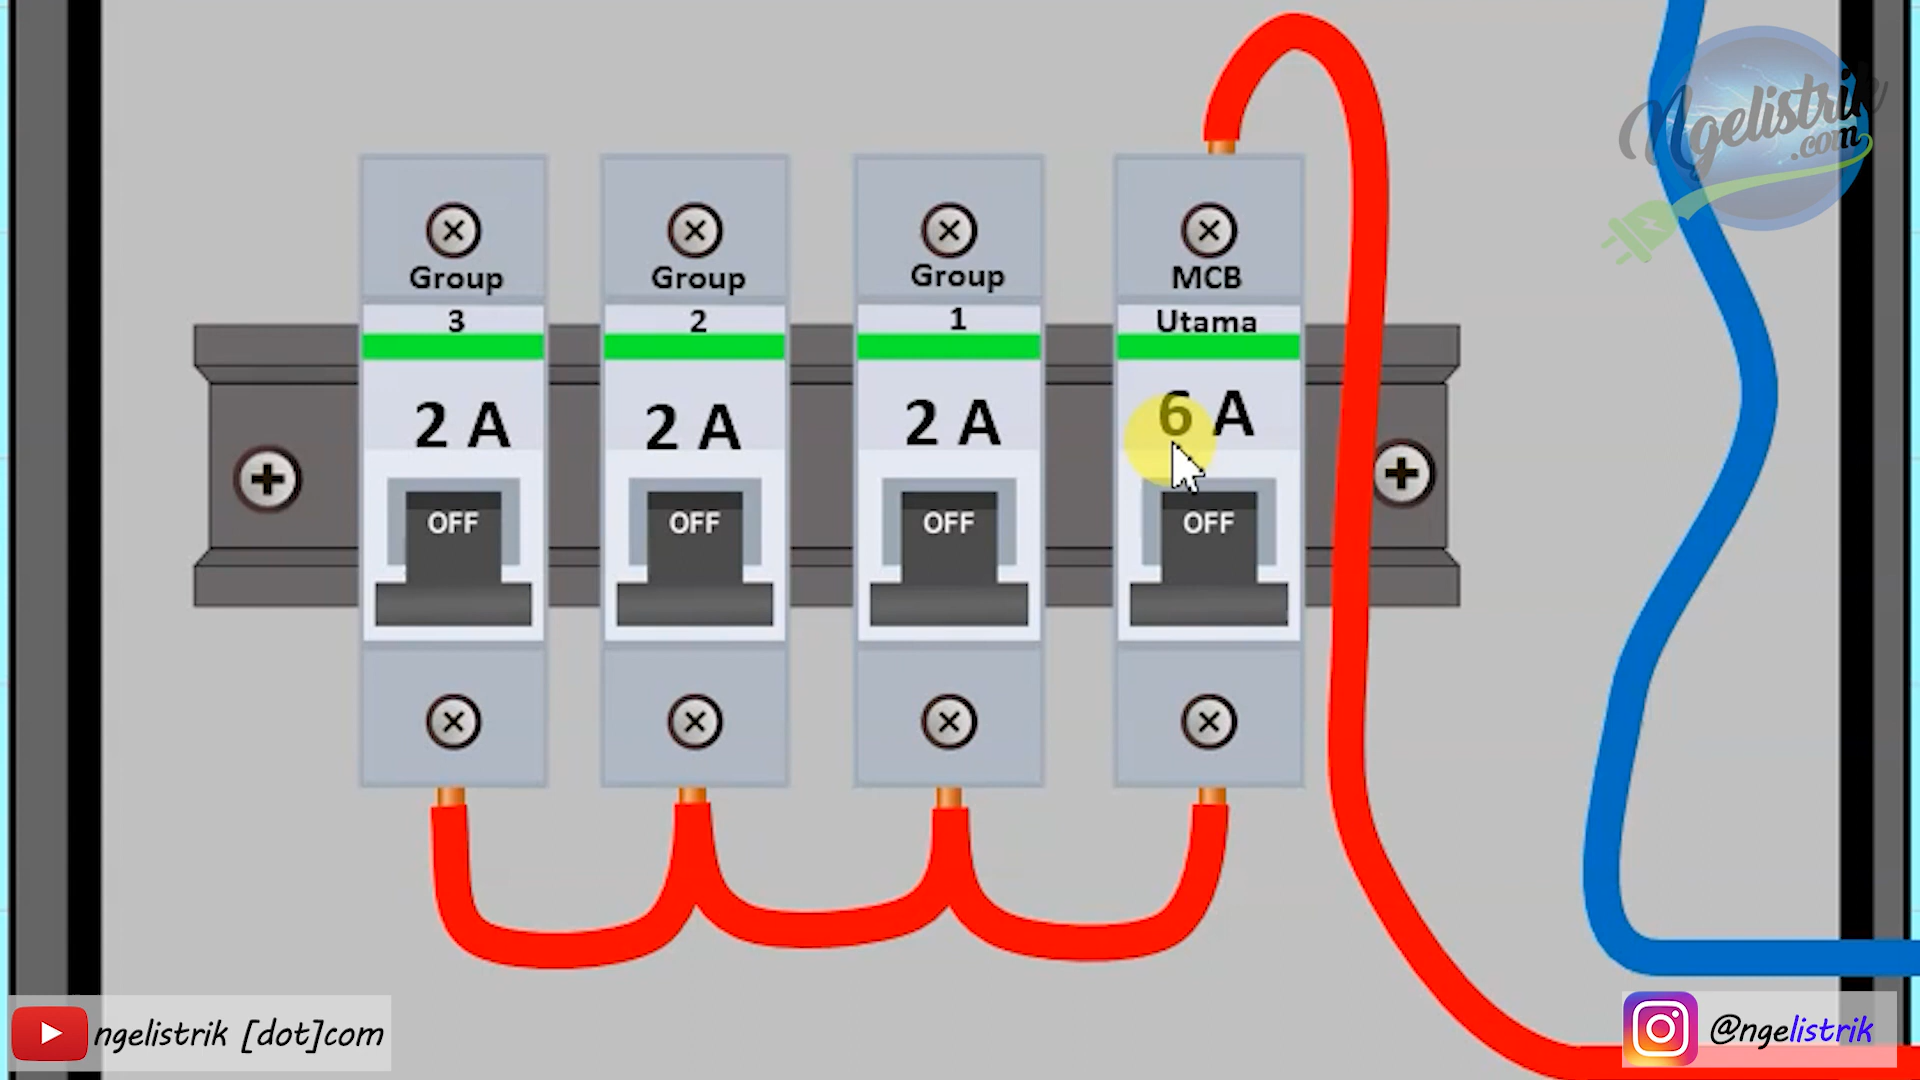 Ngelistrik
.com
Group
3
2 A
OFF
Group
2
2 A
OFF
Group
1
2 A
OFF
MCB
Utama
6 A
OFF
ngelistrik [dot]com
@ngelistrik